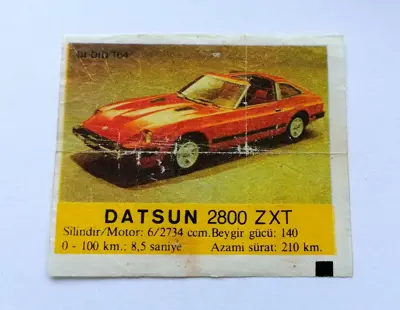 DATSUN 2800 ZXT
Silindir/Motor: 6/2734 ccm. Beygir gücü: 140
0 - 100 km.: 8,5 saniye Azami sürat: 210 km.